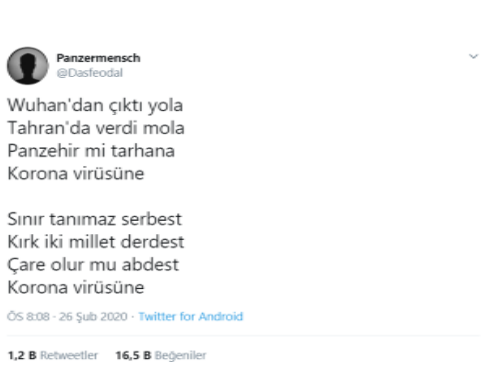 Panzermensch
@Dasfeodal
Wuhan'dan çıktı yola
Tahran'da verdi mola
Panzehir mi tarhana
Korona virüsüne
Sınır tanımaz serbest
Kırk iki millet derdest
Çare olur mu abdest
Korona virüsüne
ÖS 8:08 · 26 Şub 2020 · Twitter for Android
1,2 B Retweetler 16,5 B Beğeniler